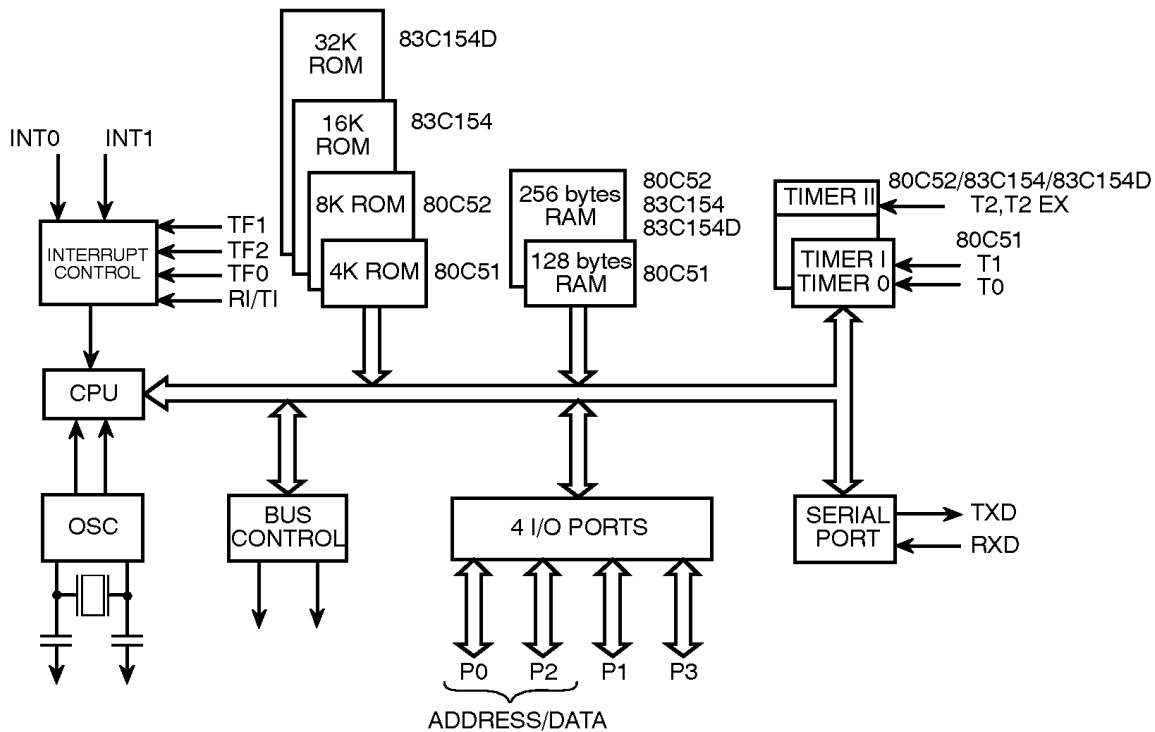 32K
ROM
83C154D
16K
ROM
83C154
8K ROM
80C52
4K ROM
80C51
INT0
INT1
INTERRUPT
CONTROL
TF1
TF2
TF0
RI/TI
256 bytes
RAM
80C52
83C154
83C154D
128 bytes
RAM
80C51
TIMER II
80C52/83C154/83C154D
T2,T2 EX
80C51
TIMER I
TIMER 0
T1
T0
CPU
OSC
BUS
CONTROL
4 I/O PORTS
SERIAL
PORT
TXD
RXD
P0
P2
P1
P3
ADDRESS/DATA